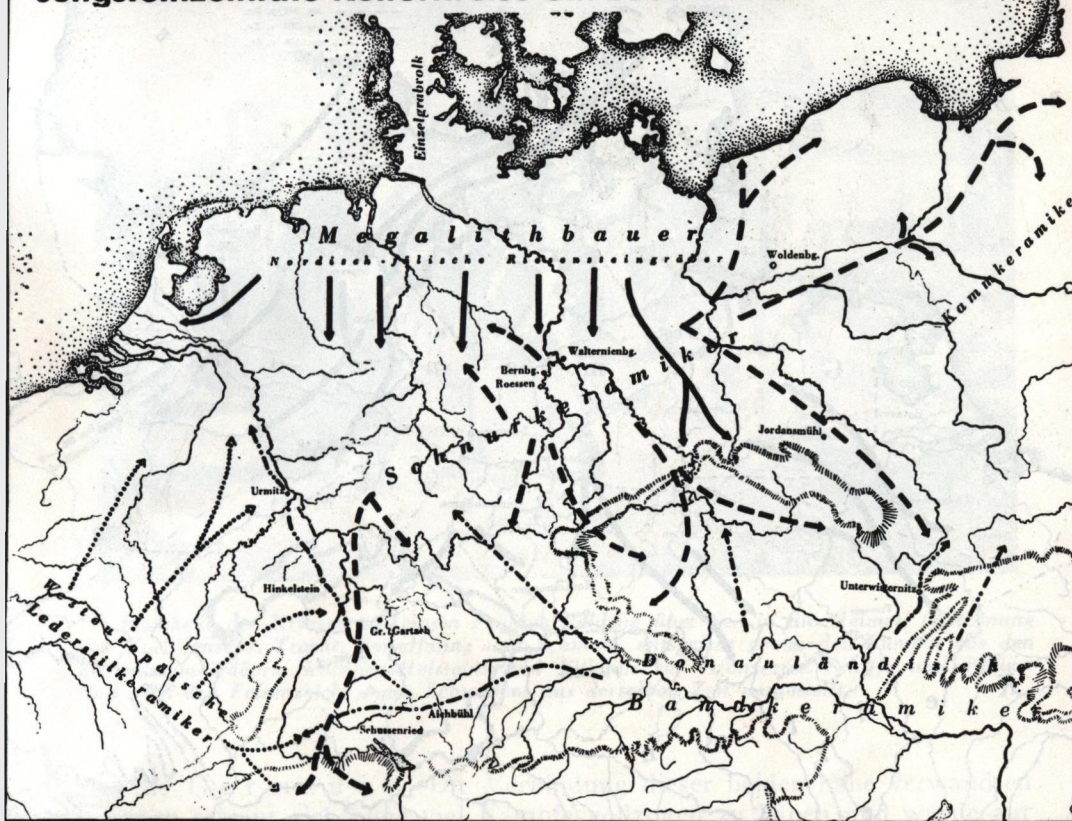 Einzelgrabvolk
Megalithbauer
Nordisch-fälische Riesensteingräber
Woldenbg.
Kammkeramiker
Walternienbg.
Bernbg.
Roessen
Schnurkeramiker
Jordansmühl
Urmitz
Hinkelstein
Unterwisternitz
Gr. Gartach
Westeuropäische
Lederstilkeramiker
Donauländische
Bandkeramiker
Aichbühl
Schussenried